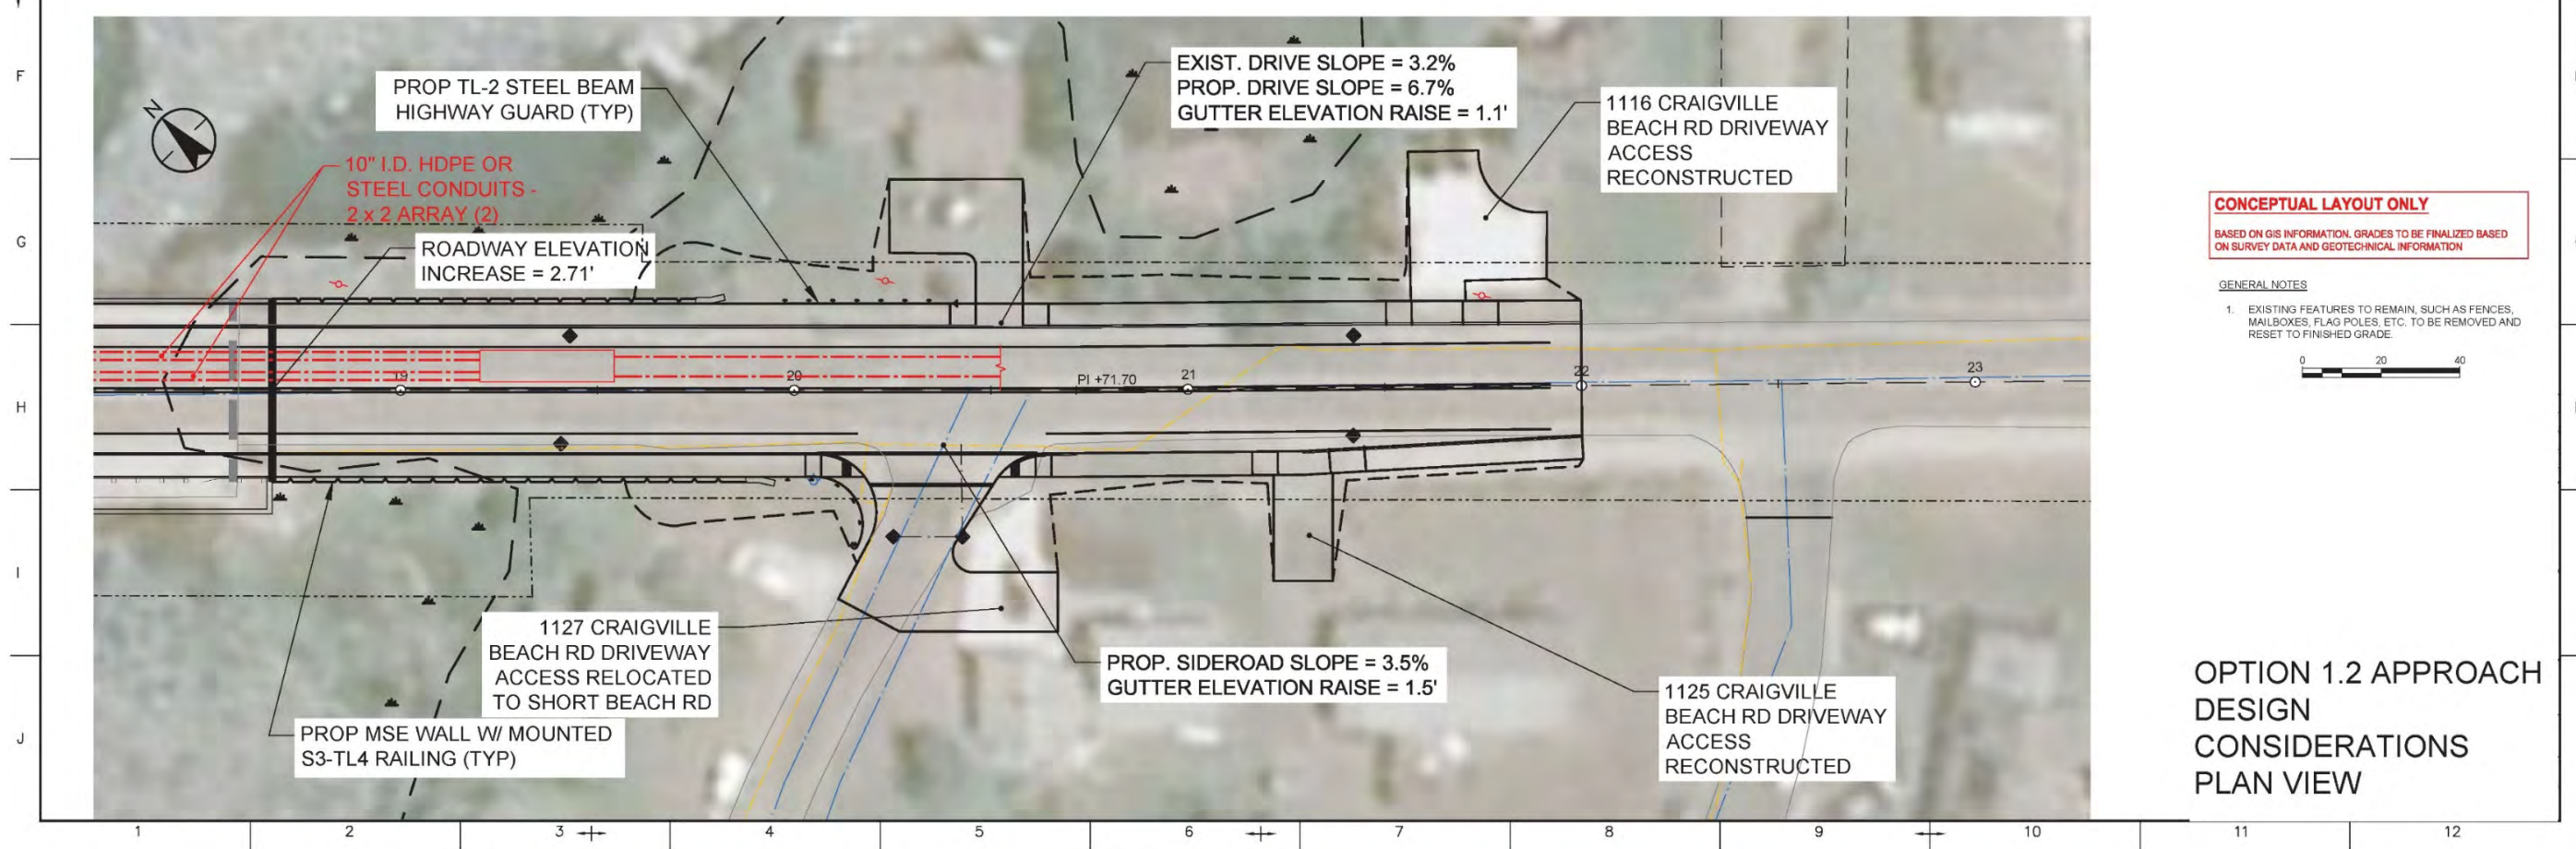 F
G
H
I
J
N
PROP TL-2 STEEL BEAM
HIGHWAY GUARD (TYP)
10" I.D. HDPE OR
STEEL CONDUITS -
2 x 2 ARRAY (2)
ROADWAY ELEVATION
INCREASE = 2.71'
EXIST. DRIVE SLOPE = 3.2%
PROP. DRIVE SLOPE = 6.7%
GUTTER ELEVATION RAISE = 1.1'
1116 CRAIGVILLE
BEACH RD DRIVEWAY
ACCESS
RECONSTRUCTED
19
20
PI +71.70
21
22
23
1127 CRAIGVILLE
BEACH RD DRIVEWAY
ACCESS RELOCATED
TO SHORT BEACH RD
PROP MSE WALL W/ MOUNTED
S3-TL4 RAILING (TYP)
PROP. SIDEROAD SLOPE = 3.5%
GUTTER ELEVATION RAISE = 1.5'
1125 CRAIGVILLE
BEACH RD DRIVEWAY
ACCESS
RECONSTRUCTED
CONCEPTUAL LAYOUT ONLY
BASED ON GIS INFORMATION. GRADES TO BE FINALIZED BASED
ON SURVEY DATA AND GEOTECHNICAL INFORMATION
GENERAL NOTES
1. EXISTING FEATURES TO REMAIN, SUCH AS FENCES,
MAILBOXES, FLAG POLES, ETC. TO BE REMOVED AND
RESET TO FINISHED GRADE.
0 20 40
OPTION 1.2 APPROACH
DESIGN
CONSIDERATIONS
PLAN VIEW
1 2 3 4 5 6 7 8 9 10 11 12